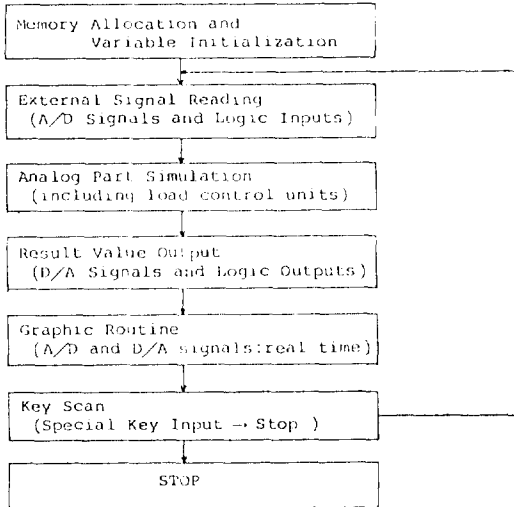 Memory Allocation and
Variable Initialization
External Signal Reading
(A/D Signals and Logic Inputs)
Analog Part Simulation
(including load control units)
Result Value Output
(D/A Signals and Logic Outputs)
Graphic Routine
(A/D and D/A signals:real time)
Key Scan
(Special Key Input → Stop )
STOP